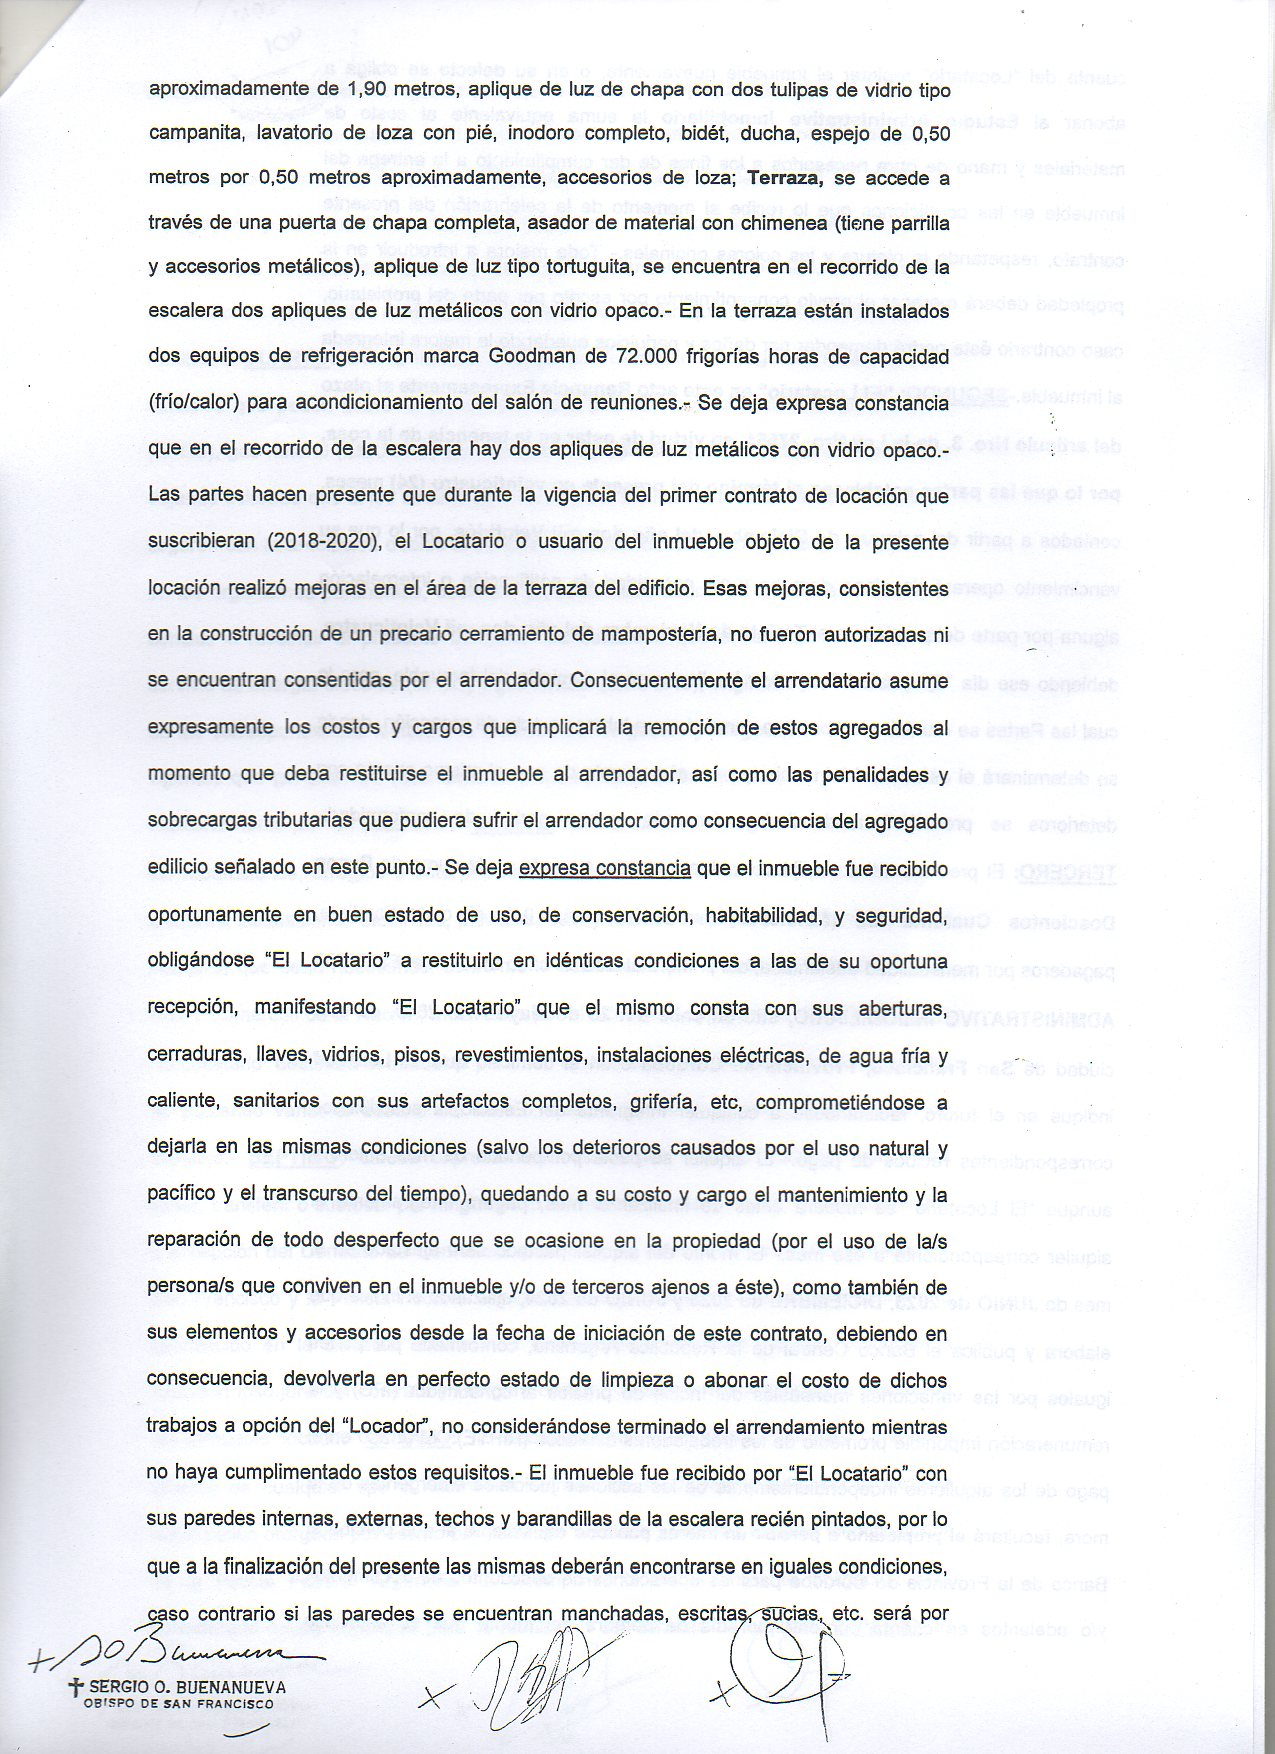 aproximadamente de 1,90 metros, aplique de luz de chapa con dos tulipas de vidrio tipo
campanita, lavatorio de loza con pié, inodoro completo, bidét, ducha, espejo de 0,50
metros por 0,50 metros aproximadamente, accesorios de loza; Terraza, se accede a
través de una puerta de chapa completa, asador de material con chimenea (tiene parrilla
y accesorios metálicos), aplique de luz tipo tortuguita, se encuentra en el recorrido de la
escalera dos apliques de luz metálicos con vidrio opaco.- En la terraza están instalados
dos equipos de refrigeración marca Goodman de 72.000 frigorías horas de capacidad
(frío/calor) para acondicionamiento del salón de reuniones.- Se deja expresa constancia
que en el recorrido de la escalera hay dos apliques de luz metálicos con vidrio opaco.-
Las partes hacen presente que durante la vigencia del primer contrato de locación que
suscribieran (2018-2020), el Locatario o usuario del inmueble objeto de la presente
locación realizó mejoras en el área de la terraza del edificio. Esas mejoras, consistentes
en la construcción de un precario cerramiento de mampostería, no fueron autorizadas ni
se encuentran consentidas por el arrendador. Consecuentemente el arrendatario asume
expresamente los costos y cargos que implicará la remoción de estos agregados al
momento que deba restituirse el inmueble al arrendador, así como las penalidades y
sobrecargas tributarias que pudiera sufrir el arrendador como consecuencia del agregado
edilicio señalado en este punto.- Se deja expresa constancia que el inmueble fue recibido
oportunamente en buen estado de uso, de conservación, habitabilidad, y seguridad,
obligándose “El Locatario” a restituirlo en idénticas condiciones a las de su oportuna
recepción, manifestando “El Locatario” que el mismo consta con sus aberturas,
cerraduras, llaves, vidrios, pisos, revestimientos, instalaciones eléctricas, de agua fría y
caliente, sanitarios con sus artefactos completos, grifería, etc, comprometiéndose a
dejarla en las mismas condiciones (salvo los deterioros causados por el uso natural y
pacífico y el transcurso del tiempo), quedando a su costo y cargo el mantenimiento y la
reparación de todo desperfecto que se ocasione en la propiedad (por el uso de la/s
persona/s que conviven en el inmueble y/o de terceros ajenos a éste), como también de
sus elementos y accesorios desde la fecha de iniciación de este contrato, debiendo en
consecuencia, devolverla en perfecto estado de limpieza o abonar el costo de dichos
trabajos a opción del “Locador”, no considerándose terminado el arrendamiento mientras
no haya cumplimentado estos requisitos.- El inmueble fue recibido por “El Locatario” con
sus paredes internas, externas, techos y barandillas de la escalera recién pintados, por lo
que a la finalización del presente las mismas deberán encontrarse en iguales condiciones,
caso contrario si las paredes se encuentran manchadas, escritas, sucias, etc. será por
SERGIO O. BUENANUEVA
OBISPO DE SAN FRANCISCO